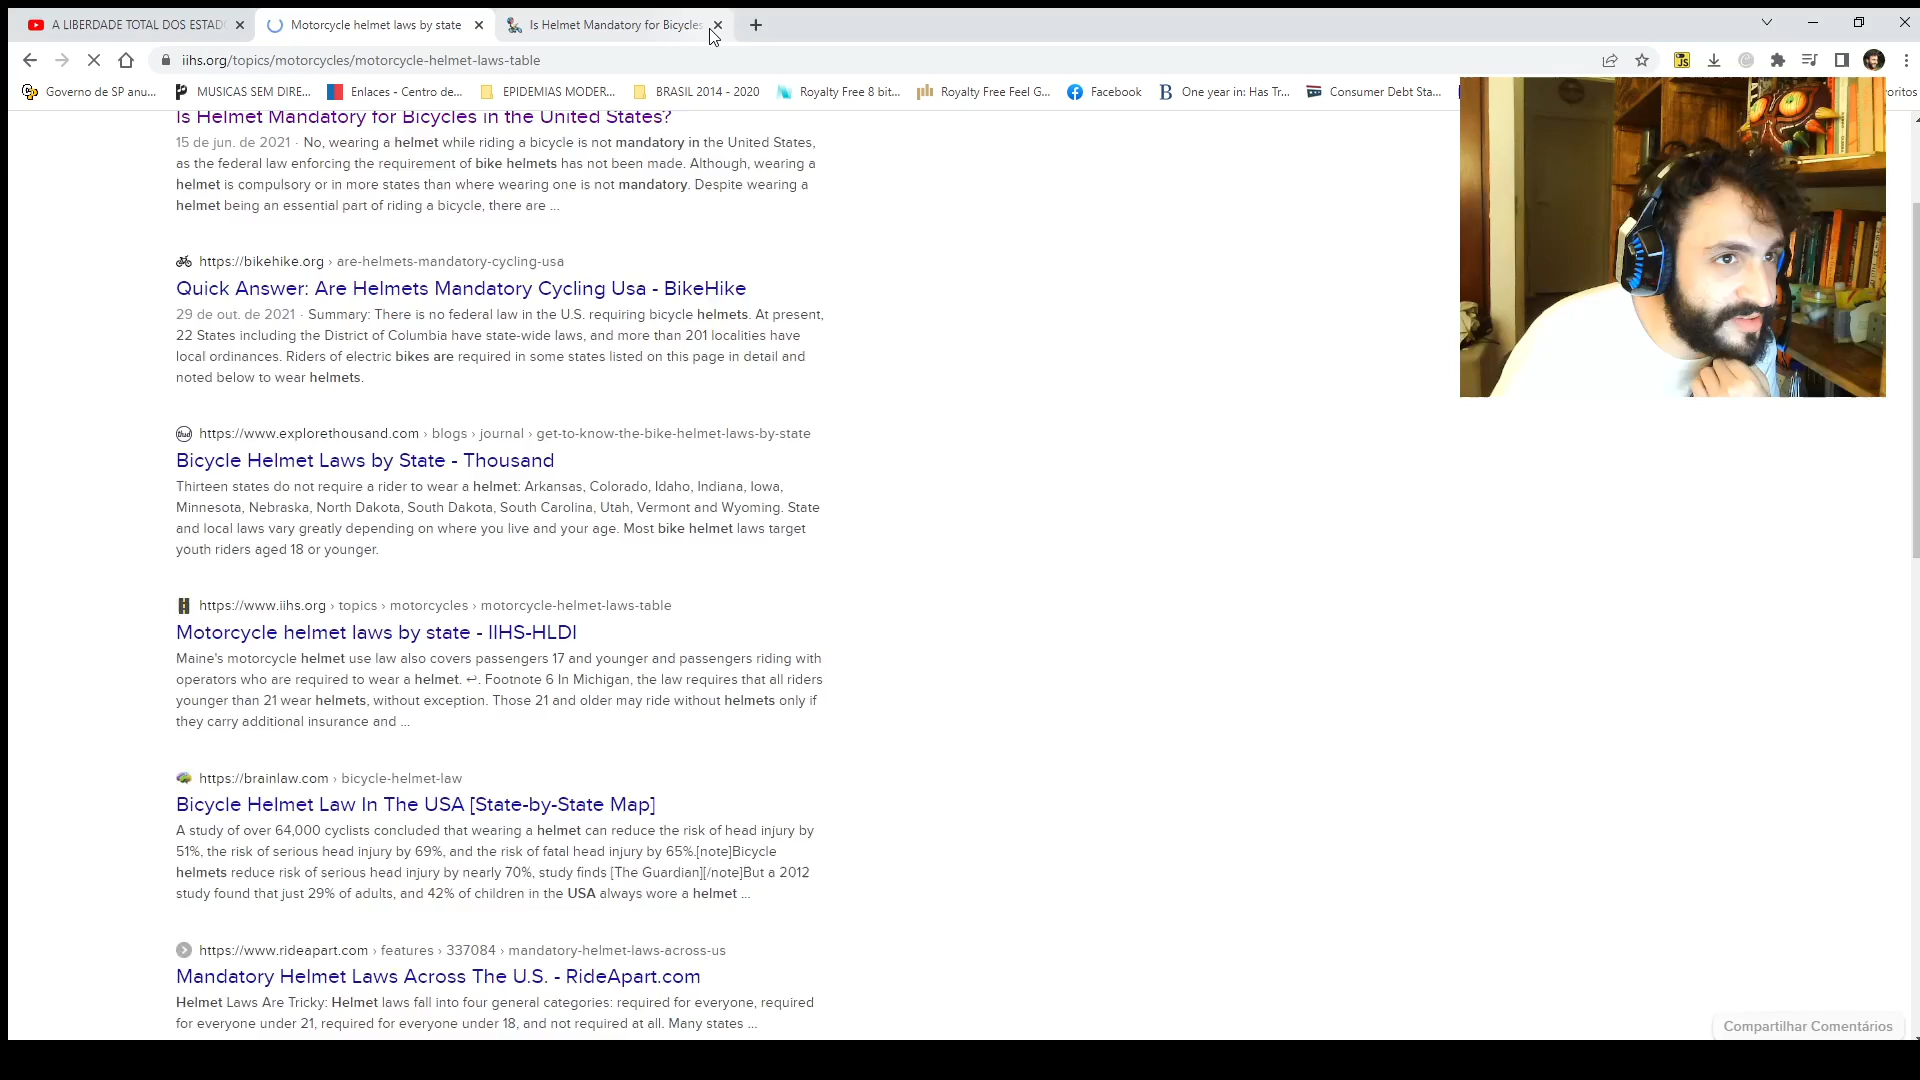 A LIBERDADE TOTAL DOS ESTAD
Motorcycle helmet laws by state
Is Helmet Mandatory for Bicycles
iihs.org/topics/motorcycles/motorcycle-helmet-laws-table
Governo de SP anu...
MUSICAS SEM DIRE...
Enlaces - Centro de...
EPIDEMIAS MODER...
BRASIL 2014 - 2020
Royalty Free 8 bit...
Royalty Free Feel G...
Facebook
One year in: Has Tr...
Consumer Debt Sta...
oritos
Is Helmet Mandatory for Bicycles in the United States?
15 de jun. de 2021 · No, wearing a helmet while riding a bicycle is not mandatory in the United States,
as the federal law enforcing the requirement of bike helmets has not been made. Although, wearing a
helmet is compulsory or in more states than where wearing one is not mandatory. Despite wearing a
helmet being an essential part of riding a bicycle, there are ...
https://bikehike.org › are-helmets-mandatory-cycling-usa
Quick Answer: Are Helmets Mandatory Cycling Usa - BikeHike
29 de out. de 2021 · Summary: There is no federal law in the U.S. requiring bicycle helmets. At present,
22 States including the District of Columbia have state-wide laws, and more than 201 localities have
local ordinances. Riders of electric bikes are required in some states listed on this page in detail and
noted below to wear helmets.
https://www.explorethousand.com › blogs › journal › get-to-know-the-bike-helmet-laws-by-state
Bicycle Helmet Laws by State - Thousand
Thirteen states do not require a rider to wear a helmet: Arkansas, Colorado, Idaho, Indiana, Iowa,
Minnesota, Nebraska, North Dakota, South Dakota, South Carolina, Utah, Vermont and Wyoming. State
and local laws vary greatly depending on where you live and your age. Most bike helmet laws target
youth riders aged 18 or younger.
https://www.iihs.org › topics › motorcycles › motorcycle-helmet-laws-table
Motorcycle helmet laws by state - IIHS-HLDI
Maine's motorcycle helmet use law also covers passengers 17 and younger and passengers riding with
operators who are required to wear a helmet. ↩. Footnote 6 In Michigan, the law requires that all riders
younger than 21 wear helmets, without exception. Those 21 and older may ride without helmets only if
they carry additional insurance and ...
https://brainlaw.com › bicycle-helmet-law
Bicycle Helmet Law In The USA [State-by-State Map]
A study of over 64,000 cyclists concluded that wearing a helmet can reduce the risk of head injury by
51%, the risk of serious head injury by 69%, and the risk of fatal head injury by 65%.[note]Bicycle
helmets reduce risk of serious head injury by nearly 70%, study finds [The Guardian][/note]But a 2012
study found that just 29% of adults, and 42% of children in the USA always wore a helmet ...
https://www.rideapart.com › features › 337084 › mandatory-helmet-laws-across-us
Mandatory Helmet Laws Across The U.S. - RideApart.com
Helmet Laws Are Tricky: Helmet laws fall into four general categories: required for everyone, required
for everyone under 21, required for everyone under 18, and not required at all. Many states ...
Compartilhar Comentários